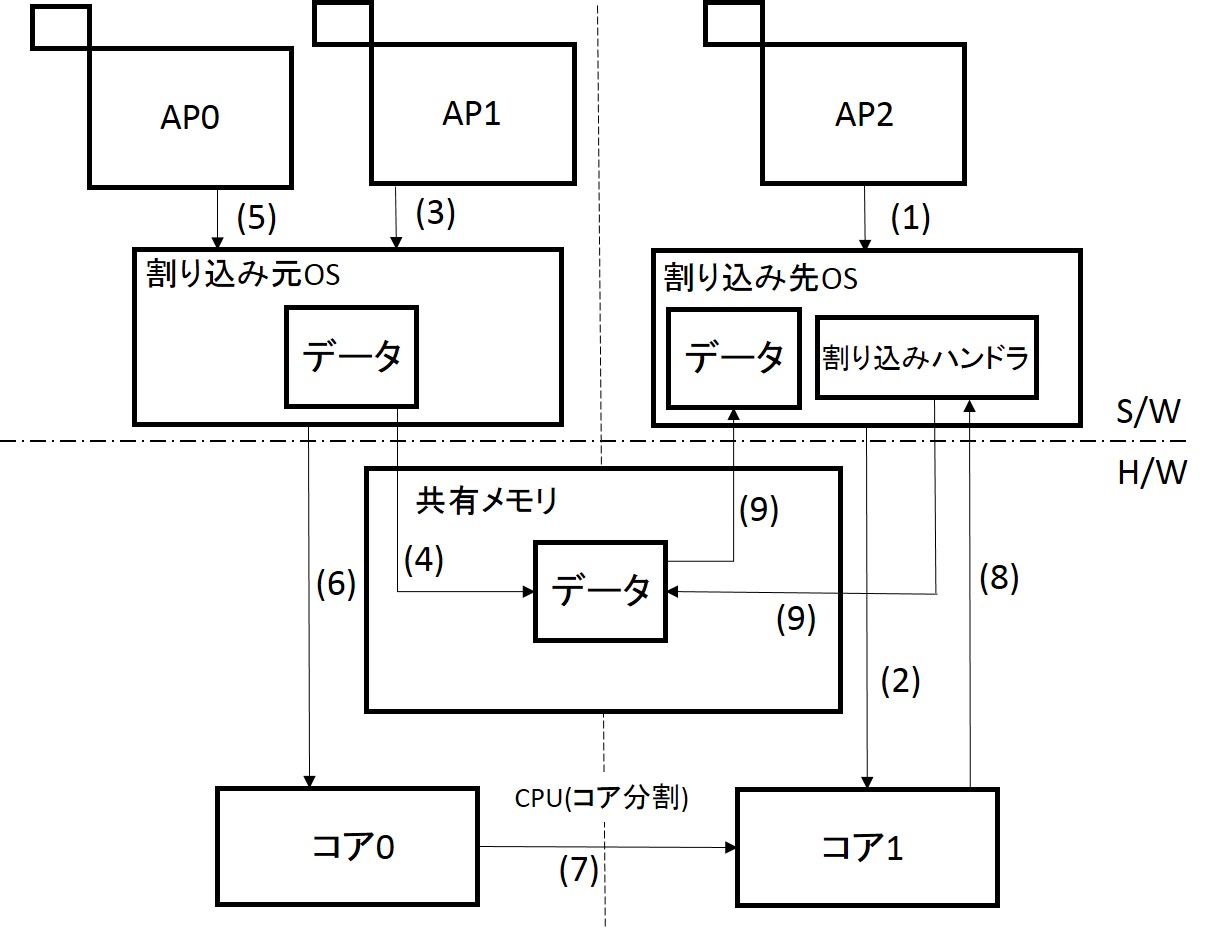 AP0
AP1
AP2
(5)
(3)
(1)
割り込み元OS
データ
割り込み先OS
データ
割り込みハンドラ
S/W
H/W
共有メモリ
(4)
データ
(9)
(9)
(6)
(8)
(2)
CPU(コア分割)
コア0
(7)
コア1